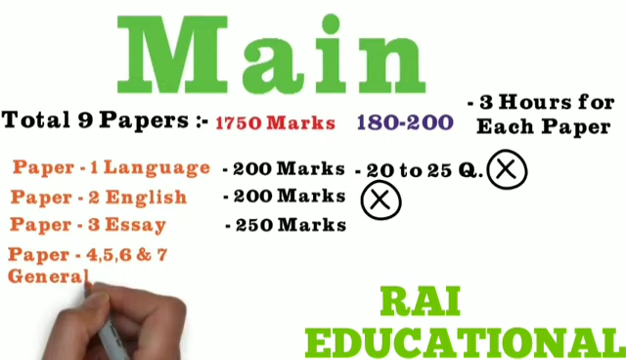 Main
Total 9 Papers :- 1750 Marks 180-200 - 3 Hours for Each Paper
Paper - 1 Language - 200 Marks - 20 to 25 Q.
Paper - 2 English - 200 Marks
Paper - 3 Essay - 250 Marks
Paper - 4,5,6 & 7
General
RAI
EDUCATIONAL